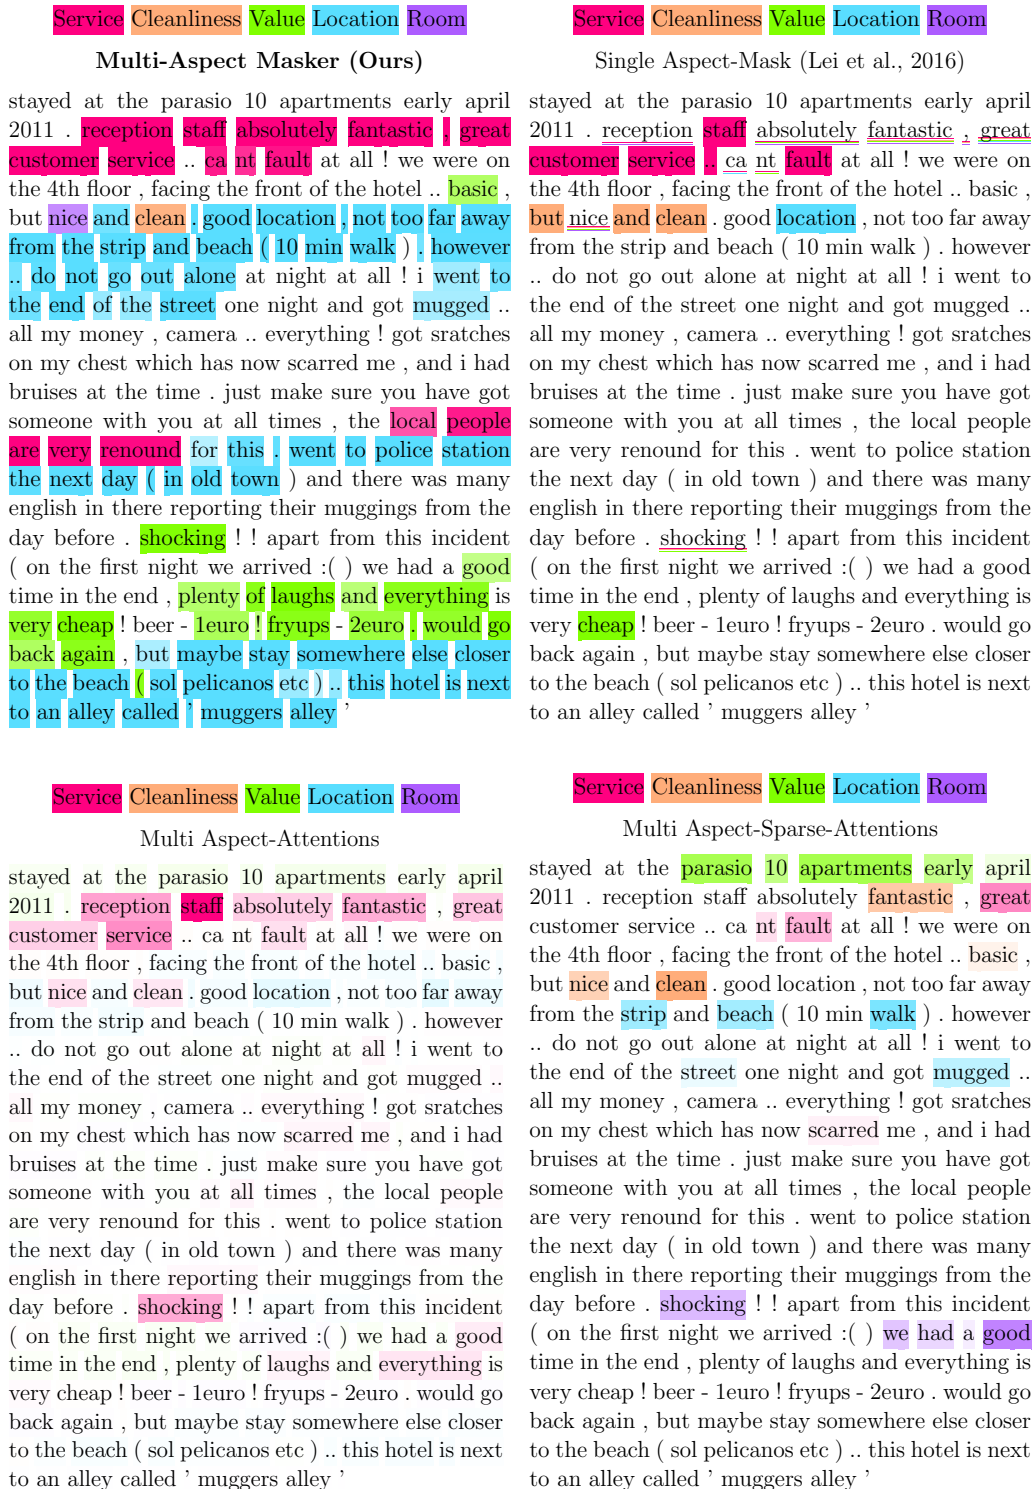 Service Cleanliness Value Location Room
Multi-Aspect Masker (Ours)
stayed at the parasio 10 apartments early april
2011 . reception staff absolutely fantastic , great
customer service .. ca nt fault at all ! we were on
the 4th floor , facing the front of the hotel .. basic ,
but nice and clean . good location , not too far away
from the strip and beach ( 10 min walk ) . however
.. do not go out alone at night at all ! i went to
the end of the street one night and got mugged ..
all my money , camera .. everything ! got sratches
on my chest which has now scarred me , and i had
bruises at the time . just make sure you have got
someone with you at all times , the local people
are very renound for this . went to police station
the next day ( in old town ) and there was many
english in there reporting their muggings from the
day before . shocking ! ! apart from this incident
( on the first night we arrived :( ) we had a good
time in the end , plenty of laughs and everything is
very cheap ! beer - 1euro ! fryups - 2euro . would go
back again , but maybe stay somewhere else closer
to the beach ( sol pelicanos etc ) .. this hotel is next
to an alley called ’ muggers alley ’
Service Cleanliness Value Location Room
Single Aspect-Mask (Lei et al., 2016)
stayed at the parasio 10 apartments early april
2011 . reception staff absolutely fantastic , great
customer service .. ca nt fault at all ! we were on
the 4th floor , facing the front of the hotel .. basic ,
but nice and clean . good location , not too far away
from the strip and beach ( 10 min walk ) . however
.. do not go out alone at night at all ! i went to
the end of the street one night and got mugged ..
all my money , camera .. everything ! got sratches
on my chest which has now scarred me , and i had
bruises at the time . just make sure you have got
someone with you at all times , the local people
are very renound for this . went to police station
the next day ( in old town ) and there was many
english in there reporting their muggings from the
day before . shocking ! ! apart from this incident
( on the first night we arrived :( ) we had a good
time in the end , plenty of laughs and everything is
very cheap ! beer - 1euro ! fryups - 2euro . would go
back again , but maybe stay somewhere else closer
to the beach ( sol pelicanos etc ) .. this hotel is next
to an alley called ’ muggers alley ’
Service Cleanliness Value Location Room
Multi Aspect-Attentions
stayed at the parasio 10 apartments early april
2011 . reception staff absolutely fantastic , great
customer service .. ca nt fault at all ! we were on
the 4th floor , facing the front of the hotel .. basic ,
but nice and clean . good location , not too far away
from the strip and beach ( 10 min walk ) . however
.. do not go out alone at night at all ! i went to
the end of the street one night and got mugged ..
all my money , camera .. everything ! got sratches
on my chest which has now scarred me , and i had
bruises at the time . just make sure you have got
someone with you at all times , the local people
are very renound for this . went to police station
the next day ( in old town ) and there was many
english in there reporting their muggings from the
day before . shocking ! ! apart from this incident
( on the first night we arrived :( ) we had a good
time in the end , plenty of laughs and everything is
very cheap ! beer - 1euro ! fryups - 2euro . would go
back again , but maybe stay somewhere else closer
to the beach ( sol pelicanos etc ) .. this hotel is next
to an alley called ’ muggers alley ’
Service Cleanliness Value Location Room
Multi Aspect-Sparse-Attentions
stayed at the parasio 10 apartments early april
2011 . reception staff absolutely fantastic , great
customer service .. ca nt fault at all ! we were on
the 4th floor , facing the front of the hotel .. basic ,
but nice and clean . good location , not too far away
from the strip and beach ( 10 min walk ) . however
.. do not go out alone at night at all ! i went to
the end of the street one night and got mugged ..
all my money , camera .. everything ! got sratches
on my chest which has now scarred me , and i had
bruises at the time . just make sure you have got
someone with you at all times , the local people
are very renound for this . went to police station
the next day ( in old town ) and there was many
english in there reporting their muggings from the
day before . shocking ! ! apart from this incident
( on the first night we arrived :( ) we had a good
time in the end , plenty of laughs and everything is
very cheap ! beer - 1euro ! fryups - 2euro . would go
back again , but maybe stay somewhere else closer
to the beach ( sol pelicanos etc ) .. this hotel is next
to an alley called ’ muggers alley ’